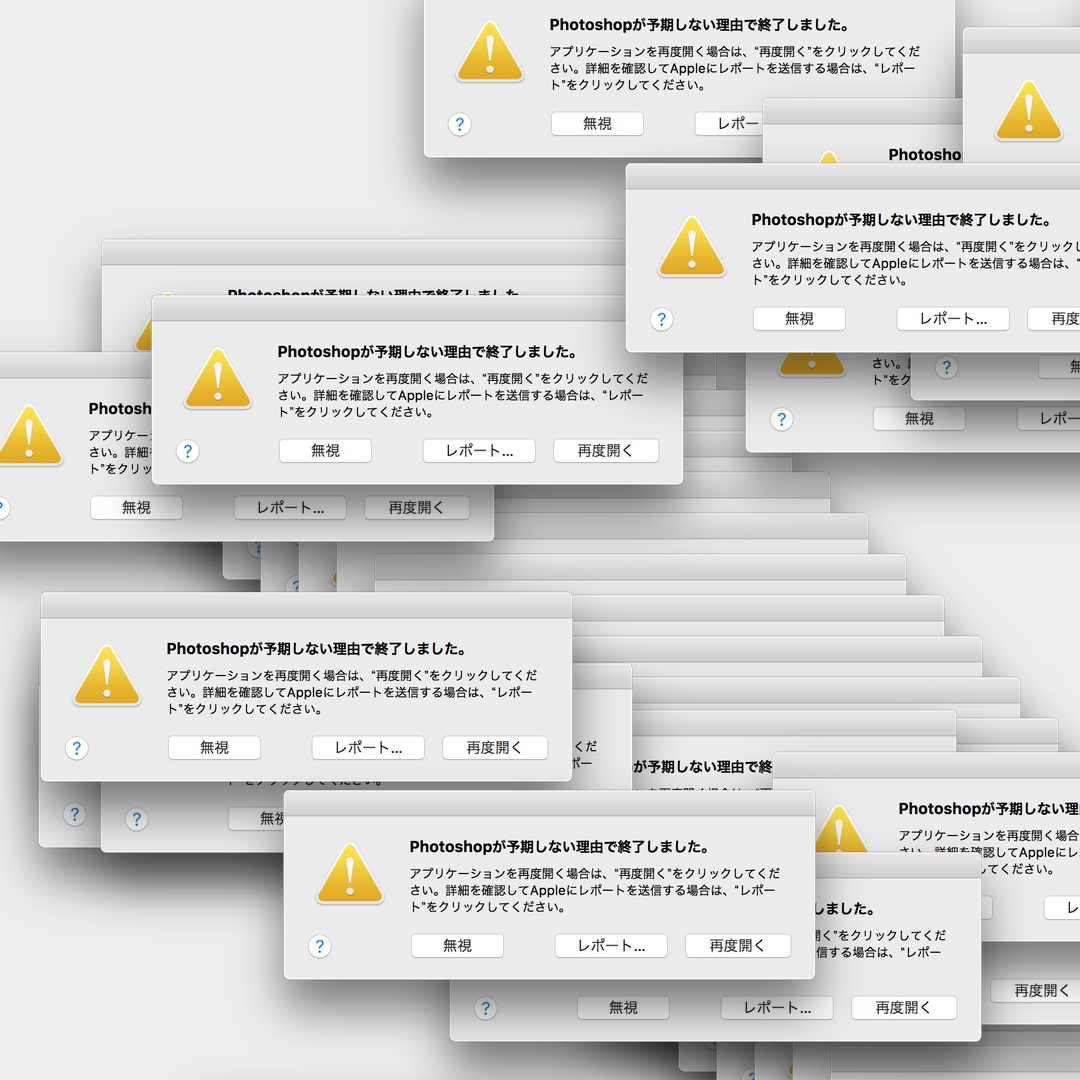 Photoshopが予期しない理由で終了しました。
アプリケーションを再度開く場合は、“再度開く”をクリックしてくだ
さい。詳細を確認してAppleにレポートを送信する場合は、“レポー
ト”をクリックしてください。
?
無視
レポー
Photosho
Photoshopが予期しない理由で終了しました。
アプリケーションを再度開く場合は、“再度開く”をクリックし
さい。詳細を確認してAppleにレポートを送信する場合は、“
ト”をクリックしてください。
?
無視
レポート...
再度
Photoshopが予期しない理由で終了しました
Photoshopが予期しない理由で終了しました。
アプリケーションを再度開く場合は、“再度開く”をクリックしてくだ
さい。詳細を確認してAppleにレポートを送信する場合は、“レポー
ト”をクリックしてください。
?
無視
レポート...
再度開く
さい。
ト”をク
?
?
無視
レポー
Photosh
アプリケー
さい。詳細
ト”をクリッ
無視
レポート...
再度開く
?
?
Photoshopが予期しない理由で終了しました。
アプリケーションを再度開く場合は、“再度開く”をクリックしてくだ
さい。詳細を確認してAppleにレポートを送信する場合は、“レポー
ト”をクリックしてください。
?
無視
レポート...
再度開く
くだ
ポー
?
?
無視
が予期しない理由で終
Photoshopが予期しない理
アプリケーションを再度開く場合
さい。詳細を確認してAppleにレ
してください。
レ
再度開く
Photoshopが予期しない理由で終了しました。
アプリケーションを再度開く場合は、“再度開く”をクリックしてくだ
さい。詳細を確認してAppleにレポートを送信する場合は、“レポー
ト”をクリックしてください。
?
無視
レポート...
再度開く
しました。
開く”をクリックしてくだ
信する場合は、“レポー
?
無視
レポート...
再度開く